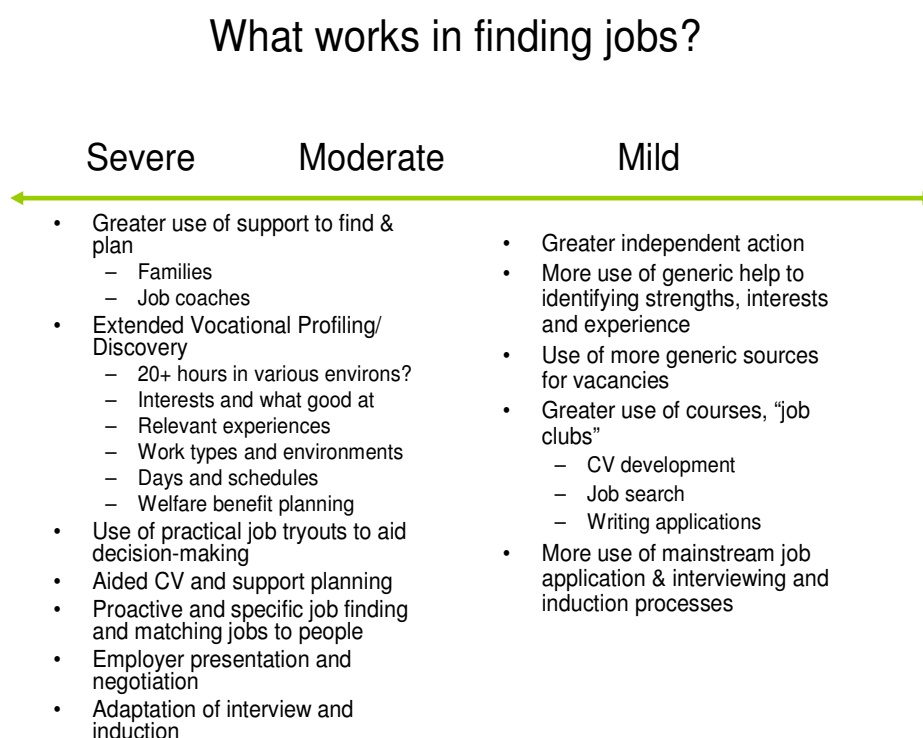 What works in finding jobs?
Severe Moderate Mild
• Greater use of support to find &
plan
– Families
– Job coaches
• Extended Vocational Profiling/
Discovery
– 20+ hours in various environs?
– Interests and what good at
– Relevant experiences
– Work types and environments
– Days and schedules
– Welfare benefit planning
• Use of practical job tryouts to aid
decision-making
• Aided CV and support planning
• Proactive and specific job finding
and matching jobs to people
• Employer presentation and
negotiation
• Adaptation of interview and
induction
• Greater independent action
• More use of generic help to
identifying strengths, interests
and experience
• Use of more generic sources
for vacancies
• Greater use of courses, “job
clubs”
– CV development
– Job search
– Writing applications
• More use of mainstream job
application & interviewing and
induction processes